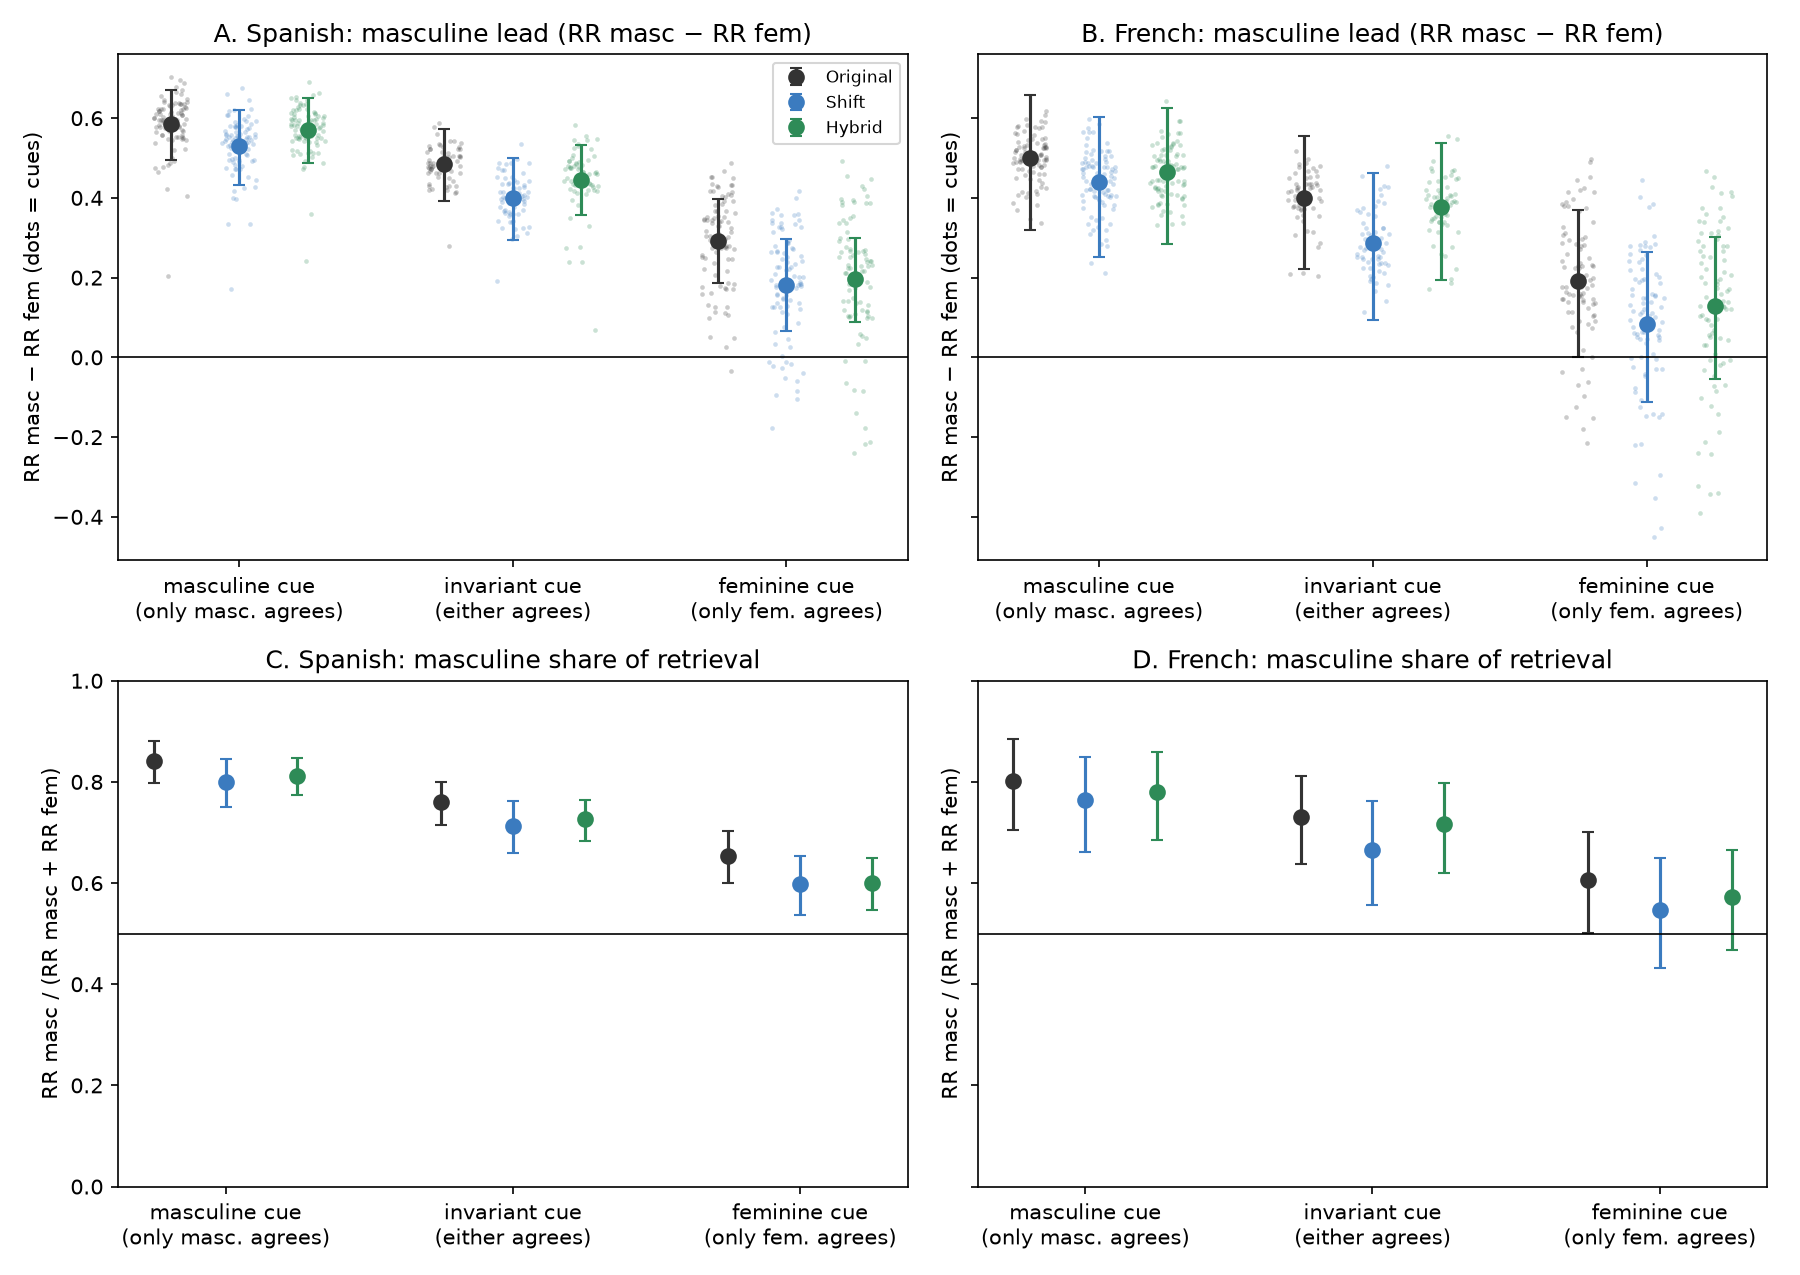 A. Spanish: masculine lead (RR masc − RR fem)
RR masc − RR fem (dots = cues)
0.6
0.4
0.2
0.0
−0.2
−0.4
Original
Shift
Hybrid
masculine cue
(only masc. agrees)
invariant cue
(either agrees)
feminine cue
(only fem. agrees)
B. French: masculine lead (RR masc − RR fem)
RR masc − RR fem (dots = cues)
masculine cue
(only masc. agrees)
invariant cue
(either agrees)
feminine cue
(only fem. agrees)
C. Spanish: masculine share of retrieval
RR masc / (RR masc + RR fem)
1.0
0.8
0.6
0.4
0.2
0.0
masculine cue
(only masc. agrees)
invariant cue
(either agrees)
feminine cue
(only fem. agrees)
D. French: masculine share of retrieval
RR masc / (RR masc + RR fem)
masculine cue
(only masc. agrees)
invariant cue
(either agrees)
feminine cue
(only fem. agrees)